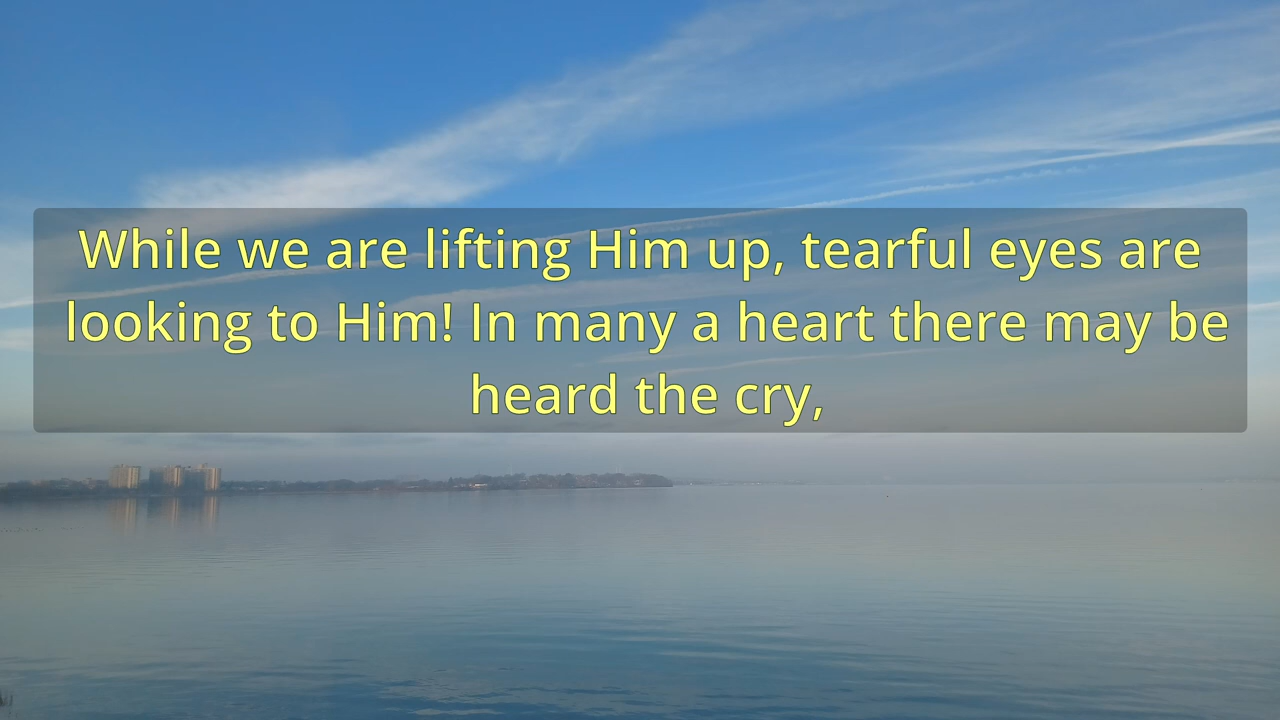 While we are lifting Him up, tearful eyes are
looking to Him! In many a heart there may be
heard the cry,